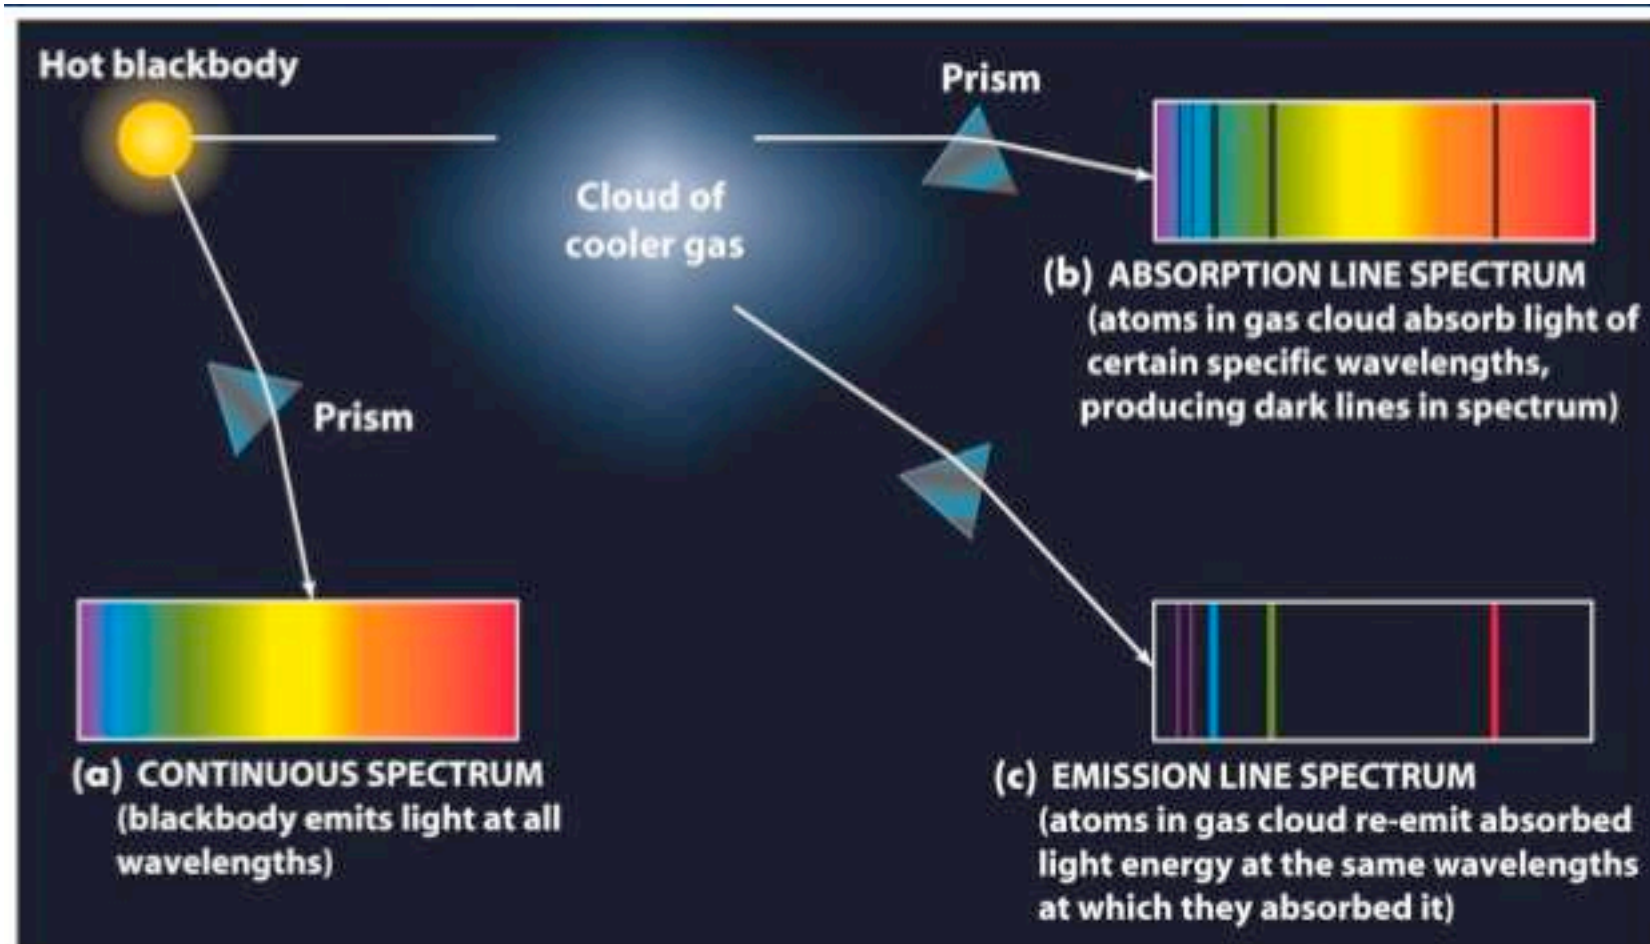 Hot blackbody
Prism
Cloud of
cooler gas
(b) ABSORPTION LINE SPECTRUM
(atoms in gas cloud absorb light of
certain specific wavelengths,
producing dark lines in spectrum)
Prism
(a) CONTINUOUS SPECTRUM
(blackbody emits light at all
wavelengths)
(c) EMISSION LINE SPECTRUM
(atoms in gas cloud re-emit absorbed
light energy at the same wavelengths
at which they absorbed it)